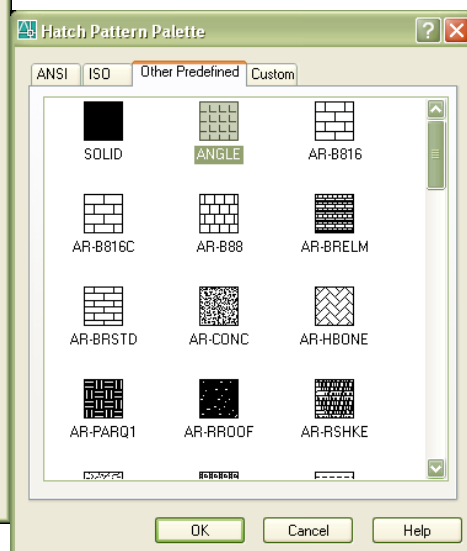 Hatch Pattern Palette
ANSI ISO Other Predefined Custom
SOLID ANGLE AR-B816
AR-B816C AR-B88 AR-BRELM
AR-BRSTD AR-CONC AR-HBONE
AR-PARQ1 AR-RROOF AR-RSHKE
OK Cancel Help